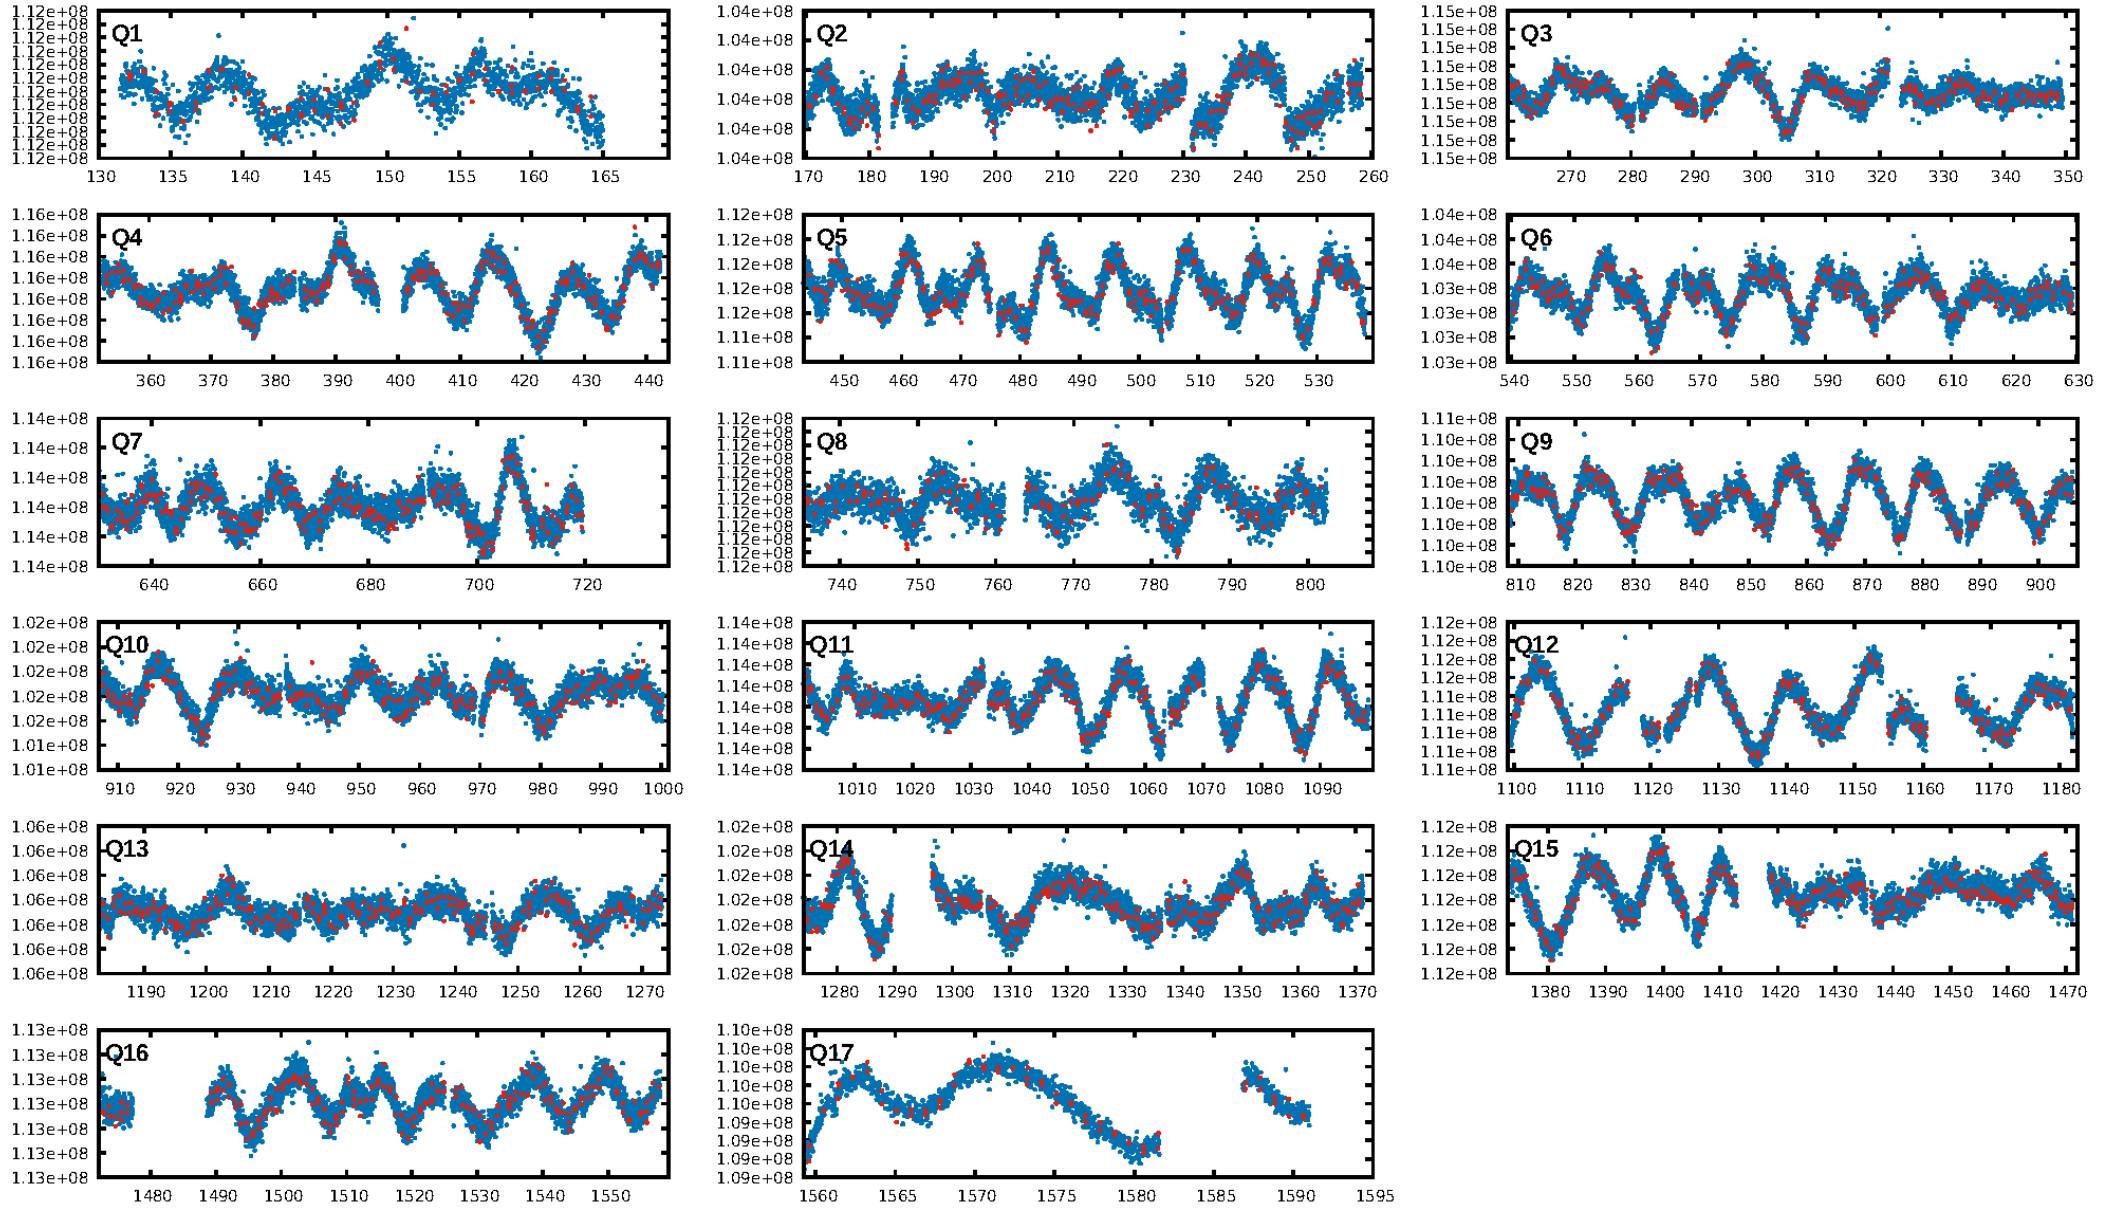 1.12e+08
1.12e+08
1.12e+08
1.12e+08
1.12e+08
1.12e+08
1.12e+08
1.12e+08
1.12e+08
1.12e+08
1.12e+08
1.12e+08
Q1
130 135 140 145 150 155 160 165
1.04e+08
1.04e+08
1.04e+08
1.04e+08
1.04e+08
1.04e+08
Q2
170 180 190 200 210 220 230 240 250 260
1.15e+08
1.15e+08
1.15e+08
1.15e+08
1.15e+08
1.15e+08
1.15e+08
1.15e+08
1.15e+08
Q3
270 280 290 300 310 320 330 340 350
1.16e+08
1.16e+08
1.16e+08
1.16e+08
1.16e+08
1.16e+08
1.16e+08
1.16e+08
Q4
360 370 380 390 400 410 420 430 440
1.12e+08
1.12e+08
1.12e+08
1.12e+08
1.12e+08
1.11e+08
1.11e+08
Q5
450 460 470 480 490 500 510 520 530
1.04e+08
1.04e+08
1.04e+08
1.03e+08
1.03e+08
1.03e+08
1.03e+08
Q6
540 550 560 570 580 590 600 610 620 630
1.14e+08
1.14e+08
1.14e+08
1.14e+08
1.14e+08
1.14e+08
Q7
640 660 680 700 720
1.12e+08
1.12e+08
1.12e+08
1.12e+08
1.12e+08
1.12e+08
1.12e+08
1.12e+08
1.12e+08
1.12e+08
1.12e+08
1.12e+08
Q8
740 750 760 770 780 790 800
1.11e+08
1.10e+08
1.10e+08
1.10e+08
1.10e+08
1.10e+08
1.10e+08
1.10e+08
Q9
810 820 830 840 850 860 870 880 890 900
1.02e+08
1.02e+08
1.02e+08
1.02e+08
1.02e+08
1.01e+08
1.01e+08
Q10
910 920 930 940 950 960 970 980 990 1000
1.14e+08
1.14e+08
1.14e+08
1.14e+08
1.14e+08
1.14e+08
1.14e+08
1.14e+08
Q11
1010 1020 1030 1040 1050 1060 1070 1080 1090
1.12e+08
1.12e+08
1.12e+08
1.12e+08
1.11e+08
1.11e+08
1.11e+08
1.11e+08
1.11e+08
Q12
1100 1110 1120 1130 1140 1150 1160 1170 1180
1.06e+08
1.06e+08
1.06e+08
1.06e+08
1.06e+08
1.06e+08
1.06e+08
Q13
1190 1200 1210 1220 1230 1240 1250 1260 1270
1.02e+08
1.02e+08
1.02e+08
1.02e+08
1.02e+08
1.02e+08
1.02e+08
Q14
1280 1290 1300 1310 1320 1330 1340 1350 1360 1370
1.12e+08
1.12e+08
1.12e+08
1.12e+08
1.12e+08
1.12e+08
1.12e+08
Q15
1380 1390 1400 1410 1420 1430 1440 1450 1460 1470
1.13e+08
1.13e+08
1.13e+08
1.13e+08
1.13e+08
1.13e+08
1.13e+08
Q16
1480 1490 1500 1510 1520 1530 1540 1550
1.10e+08
1.10e+08
1.10e+08
1.10e+08
1.10e+08
1.09e+08
1.09e+08
1.09e+08
1.09e+08
Q17
1560 1565 1570 1575 1580 1585 1590 1595